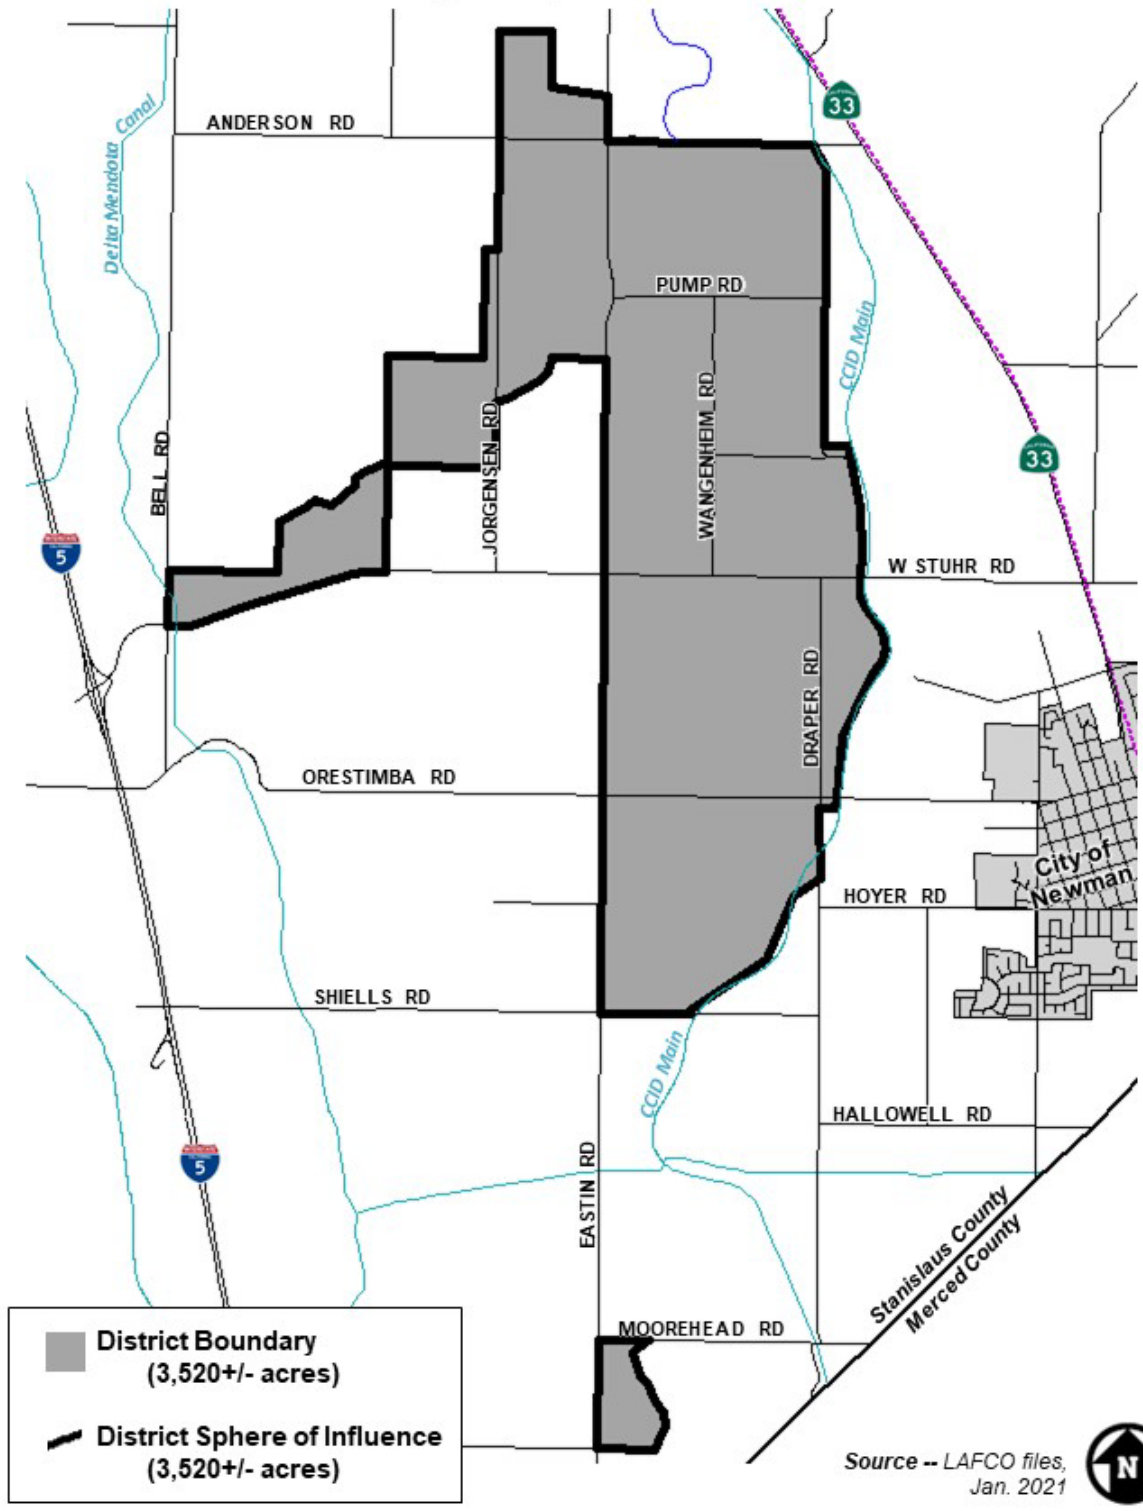 33
ANDERSON RD
Delta Mendota Canal
PUMP RD
CCID Main
WANGENHEIM RD
JORGENSEN RD
BELL RD
33
5
W STUHR RD
DRAPER RD
ORESTIMBA RD
City of
Newman
HOYER RD
SHIELLS RD
CCID Main
HALLOWELL RD
5
EASTIN RD
Stanislaus County
Merced County
MOOREHEAD RD
District Boundary
(3,520+/- acres)
District Sphere of Influence
(3,520+/- acres)
Source -- LAFCO files,
Jan. 2021
N